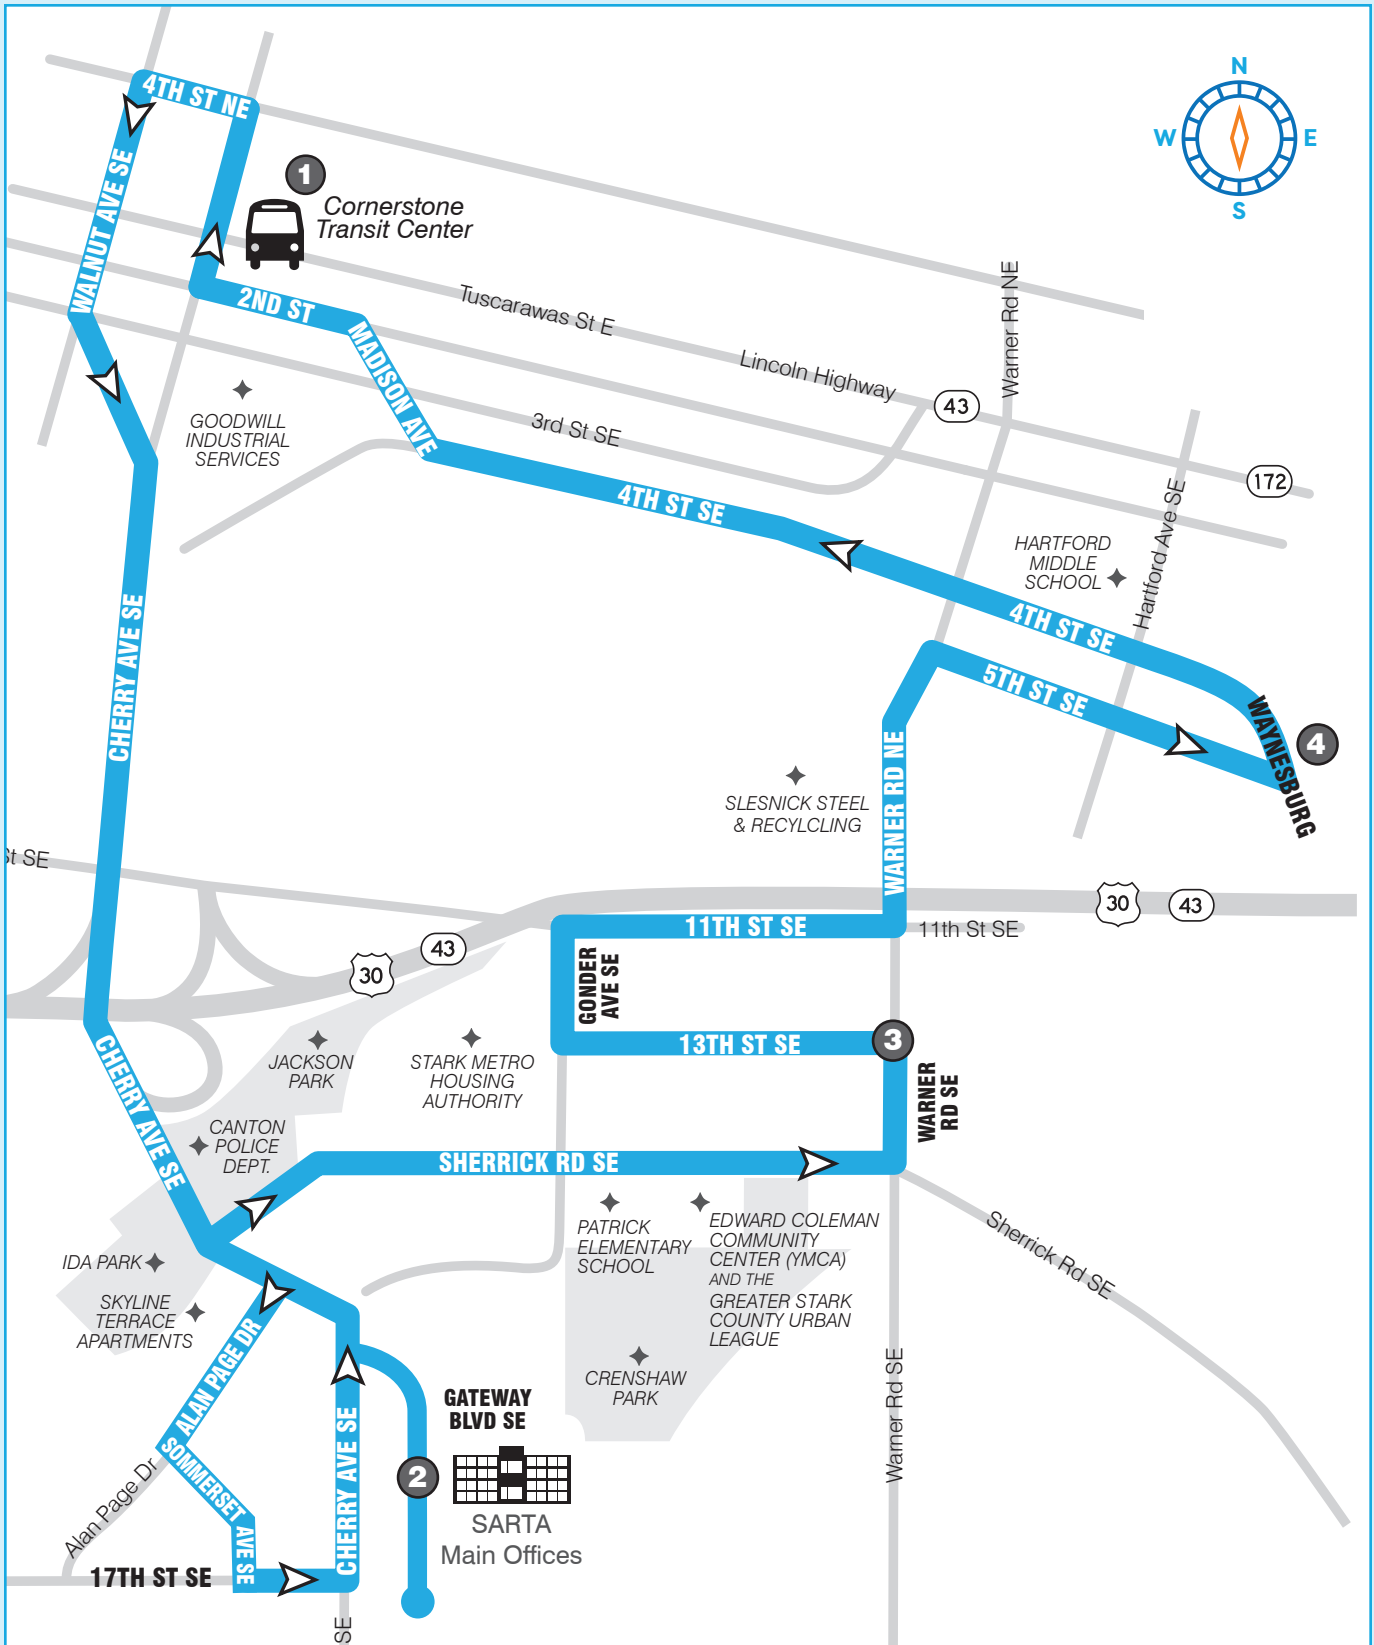 N
W
E
S
4TH ST NE
1
Cornerstone
Transit Center
WALNUT AVE SE
2ND ST
MADISON AVE
Tuscarawas St E
Lincoln Highway
Warner Rd NE
43
172
3rd St SE
GOODWILL
INDUSTRIAL
SERVICES
4TH ST SE
HARTFORD
MIDDLE
SCHOOL
Hartford Ave SE
4TH ST SE
5TH ST SE
WAYNESBURG
4
CHERRY AVE SE
SLESNICK STEEL
& RECYLCLING
WARNER RD NE
St SE
30
43
11TH ST SE
11th St SE
43
30
GONDER
AVE SE
13TH ST SE
3
JACKSON
PARK
STARK METRO
HOUSING
AUTHORITY
CHERRY AVE SE
CANTON
POLICE
DEPT.
WARNER
RD SE
SHERRICK RD SE
PATRICK
ELEMENTARY
SCHOOL
EDWARD COLEMAN
COMMUNITY
CENTER (YMCA)
AND THE
GREATER STARK
COUNTY URBAN
LEAGUE
Sherrick Rd SE
IDA PARK
SKYLINE
TERRACE
APARTMENTS
ALAN PAGE DR
CRENSHAW
PARK
Warner Rd SE
GATEWAY
BLVD SE
2
SARTA
Main Offices
SOMMERSET AVE SE
CHERRY AVE SE
Alan Page Dr
17TH ST SE
SE